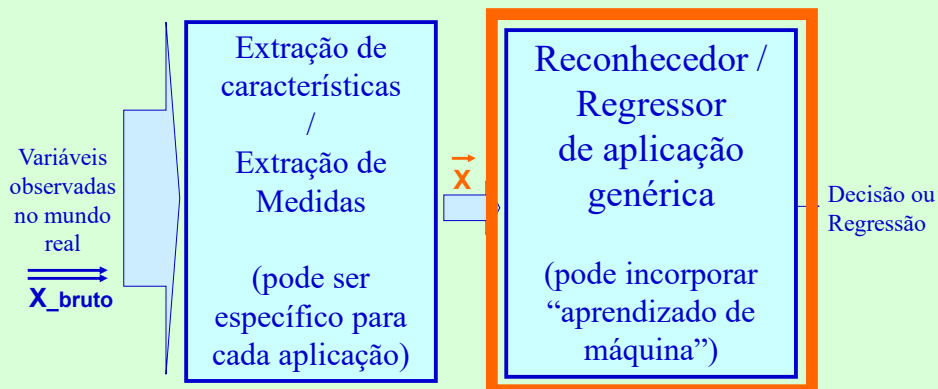 Variáveis
observadas
no mundo
real
X_bruto
Extração de
característícas
/
Extração de
Medidas
(pode ser
específico para
cada aplicação)
X
Reconhecedor /
Regressor
de aplicação
genérica
(pode incorporar
“aprendizado de
máquina”)
Decisão ou
Regressão